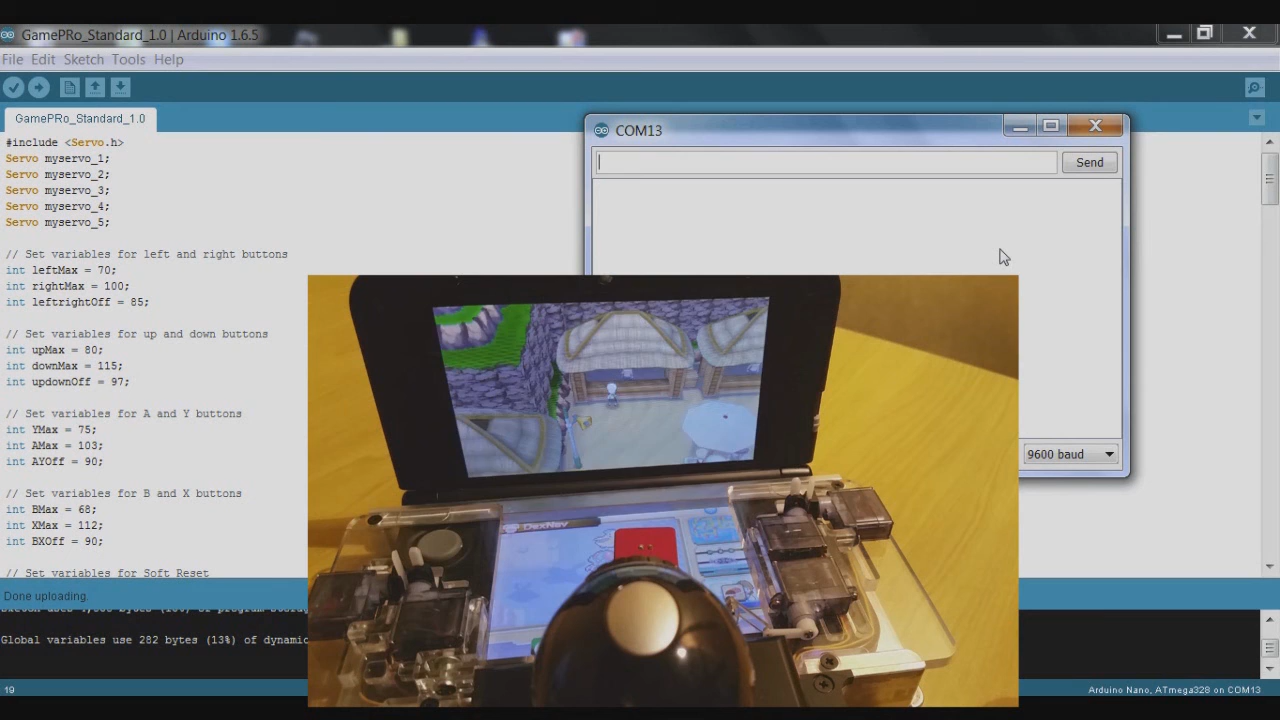 GamePRo_Standard_1.0 | Arduino 1.6.5
File Edit Sketch Tools Help
GamePRo_Standard_1.0
#include <Servo.h>
Servo myservo_1;
Servo myservo_2;
Servo myservo_3;
Servo myservo_4;
Servo myservo_5;
// Set variables for left and right buttons
int leftMax = 70;
int rightMax = 100;
int leftrightOff = 85;
// Set variables for up and down buttons
int upMax = 80;
int downMax = 115;
int updownOff = 97;
// Set variables for A and Y buttons
int YMax = 75;
int AMax = 103;
int AYOff = 90;
// Set variables for B and X buttons
int BMax = 68;
int XMax = 112;
int BXOff = 90;
// Set variables for Soft Reset
COM13
Send
9600 baud
DexNav
Done uploading.
Global variables use 282 bytes (13%) of dynamic
19
Arduino Nano, ATmega328 on COM13